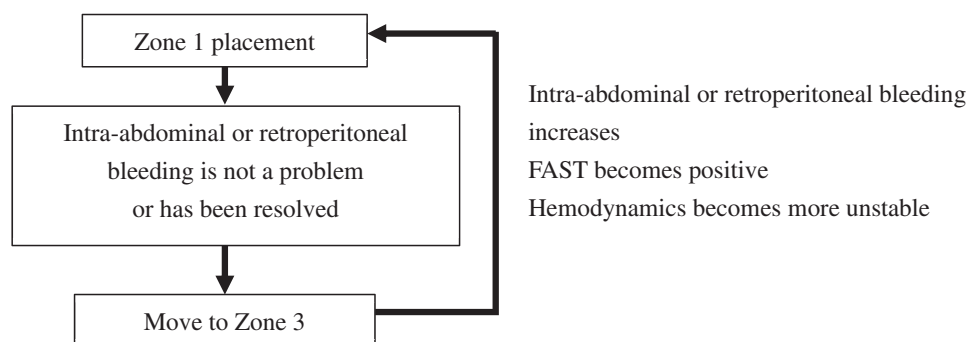 Zone 1 placement
Intra-abdominal or retroperitoneal
bleeding is not a problem
or has been resolved
Move to Zone 3
Intra-abdominal or retroperitoneal bleeding
increases
FAST becomes positive
Hemodynamics becomes more unstable